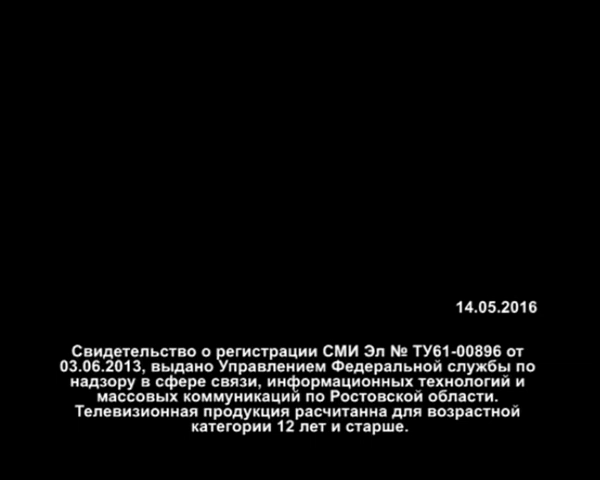 14.05.2016
Свидетельство о регистрации СМИ Эл № ТУ61-00896 от
03.06.2013, выдано Управлением Федеральной службы по
надзору в сфере связи, информационных технологий и
массовых коммуникаций по Ростовской области.
Телевизионная продукция расчитанна для возрастной
категории 12 лет и старше.